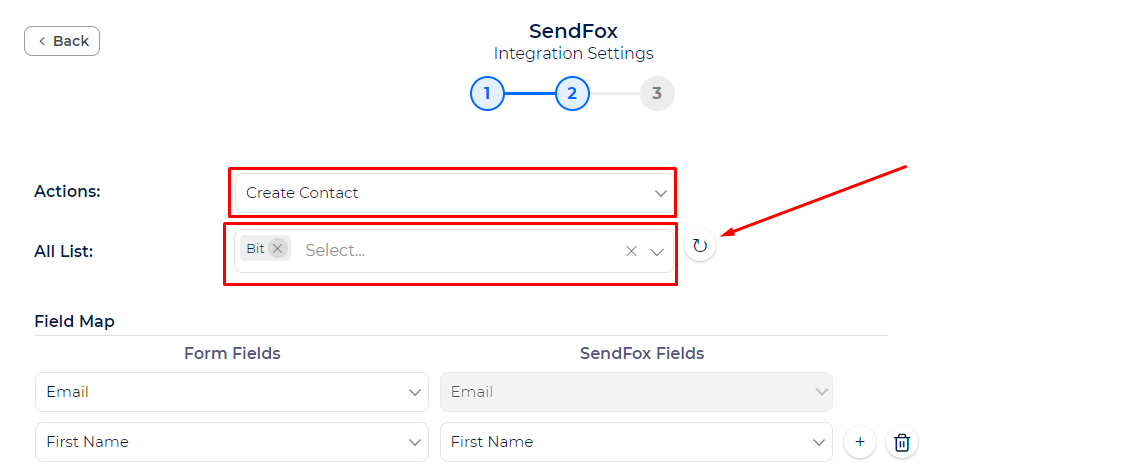 Back
SendFox
Integration Settings
1 2 3
Actions: Create Contact
All List: Bit Select...
Field Map
Form Fields SendFox Fields
Email Email
First Name First Name